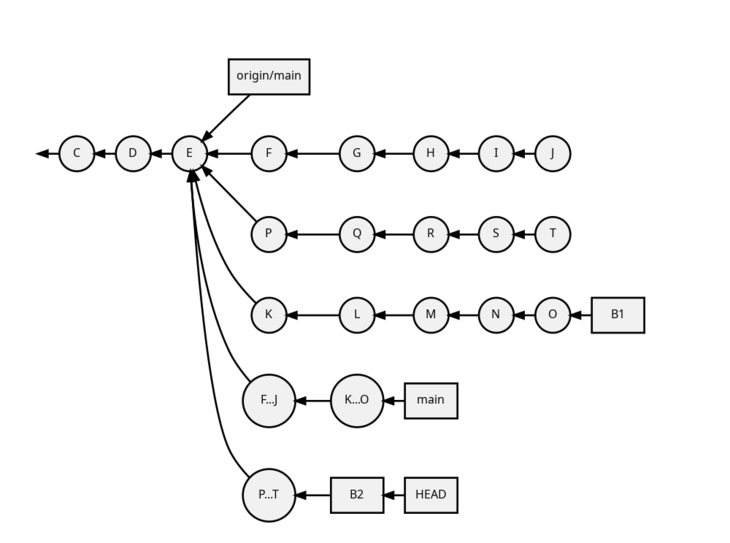 origin/main
C D E F G H I J
P Q R S T
K L M N O B1
F...J K...O main
P...T B2 HEAD